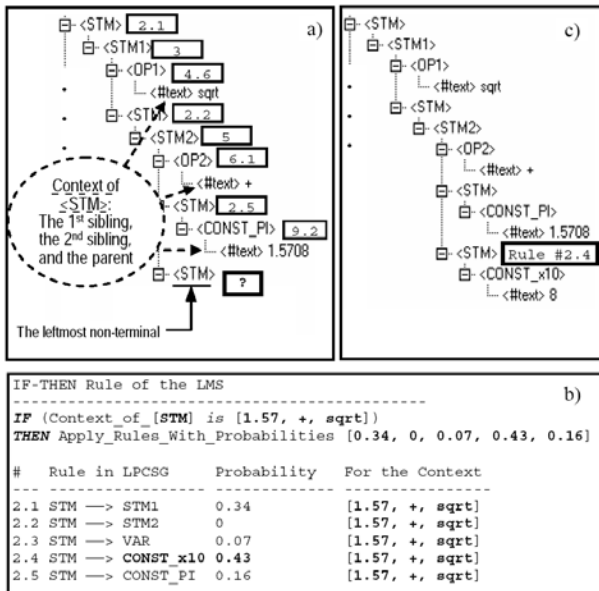 a)
<STM> 2.1
<STM1> 3
<OP1> 4.6
<#text> sqrt
<STM> 2.2
<STM2> 5
<OP2> 6.1
<#text> +
<STM> 2.5
<CONST_PI> 9.2
<#text> 1.5708
<STM> ?
Context of
<STM>:
The 1st sibling,
the 2nd sibling,
and the parent
The leftmost non-terminal
c)
<STM>
<STM1>
<OP1>
<#text> sqrt
<STM>
<STM2>
<OP2>
<#text> +
<STM>
<CONST_PI>
<#text> 1.5708
<STM> Rule #2.4
<CONST_x10>
<#text> 8
IF-THEN Rule of the LMS b)
------------------------------------------------
IF (Context_of_[STM] is [1.57, +, sqrt])
THEN Apply_Rules_With_Probabilities [0.34, 0, 0.07, 0.43, 0.16]
# Rule in LPCSG Probability For the Context
--- ------------------ ------------- ---------------
2.1 STM —> STM1 0.34 [1.57, +, sqrt]
2.2 STM —> STM2 0 [1.57, +, sqrt]
2.3 STM —> VAR 0.07 [1.57, +, sqrt]
2.4 STM —> CONST_x10 0.43 [1.57, +, sqrt]
2.5 STM —> CONST_PI 0.16 [1.57, +, sqrt]